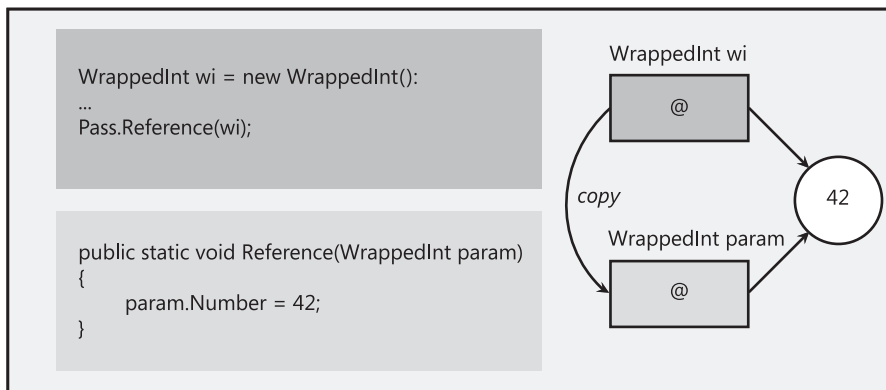 WrappedInt wi = new WrappedInt():
...
Pass.Reference(wi);
public static void Reference(WrappedInt param)
{
param.Number = 42;
}
WrappedInt wi
@
copy
42
WrappedInt param
@